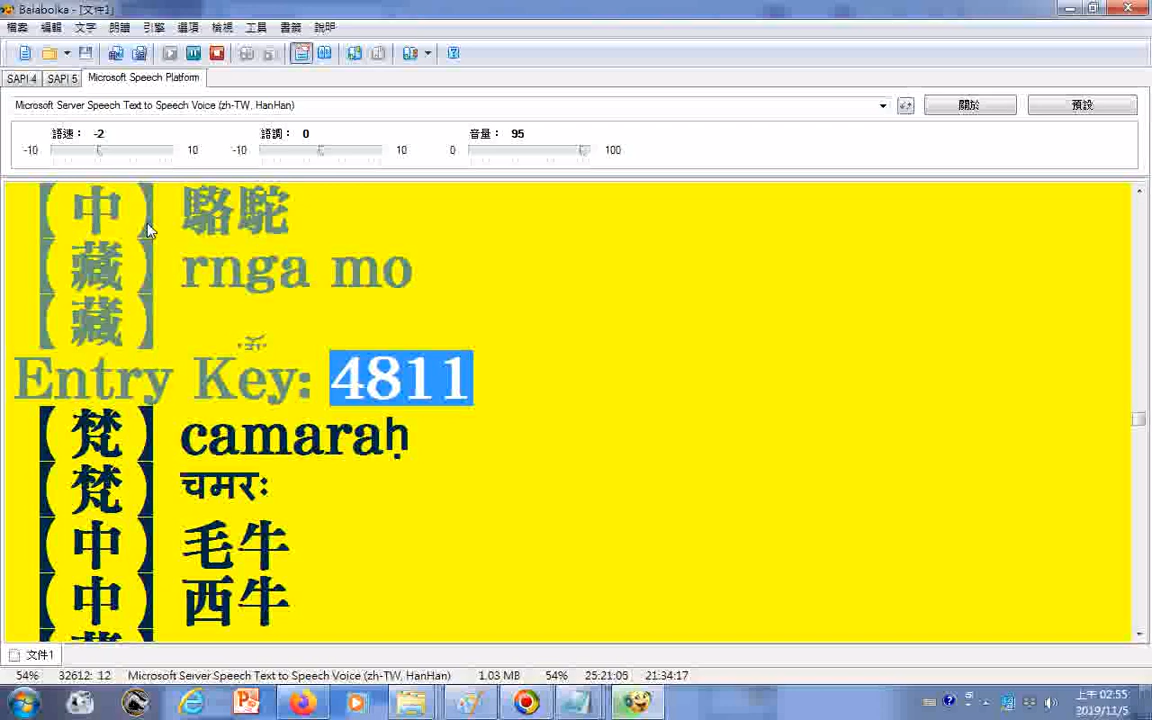 Balabolka - [文件1]
檔案 編輯 文字 朗讀 引擎 選項 檢視 工具 書籤 說明
SAPI 4 SAPI 5 Microsoft Speech Platform
Microsoft Server Speech Text to Speech Voice (zh-TW, HanHan) 關於 預設
語速： -2 語調： 0 音量： 95
-10 10 -10 10 0 100
【中】 駱駝
【藏】 rnga mo
【藏】
Entry Key: 4811
【梵】 camaraḥ
【梵】 चमरः
【中】 毛牛
【中】 西牛
文件1
54% 32612: 12 Microsoft Server Speech Text to Speech Voice (zh-TW, HanHan) 1.03 MB 54% 25:21:05 21:34:17
上午 02:55
2019/11/5